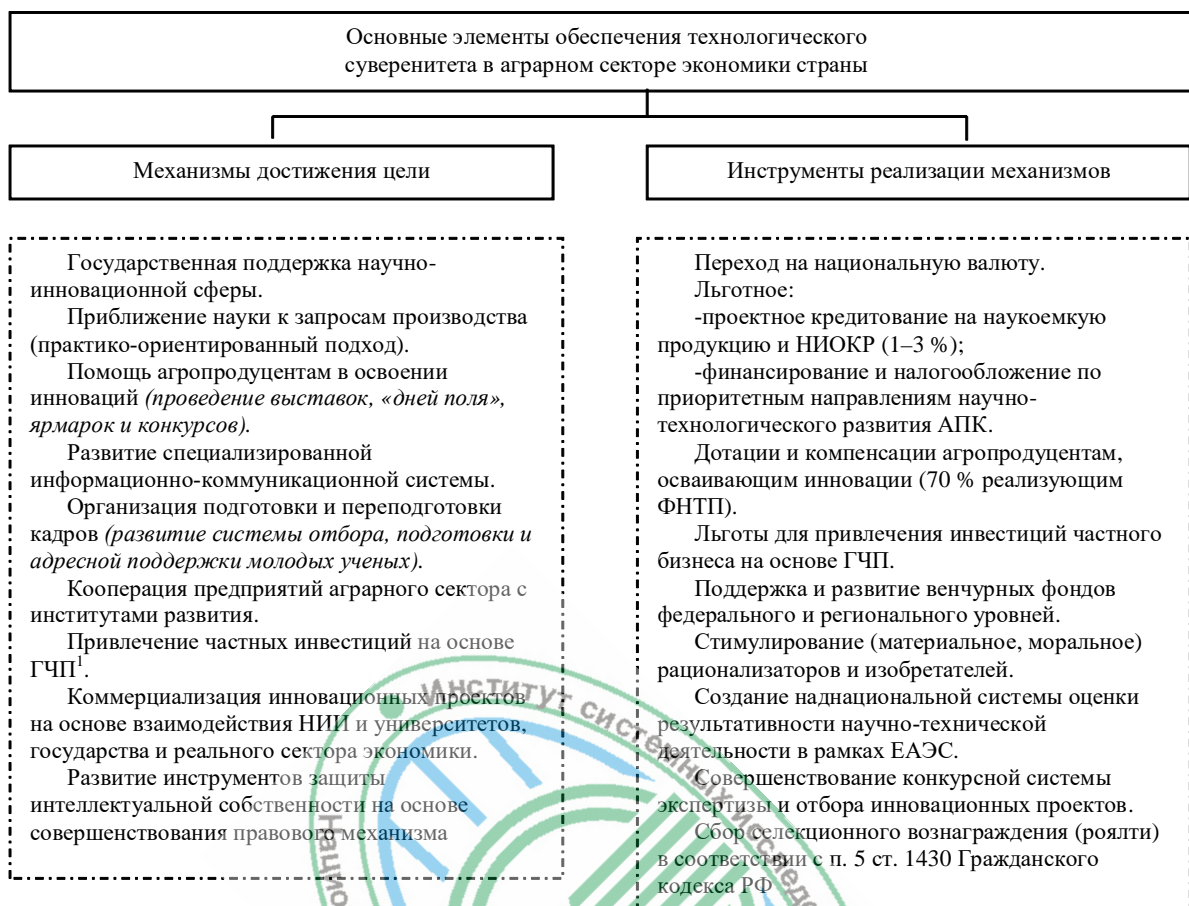 Основные элементы обеспечения технологического
суверенитета в аграрном секторе экономики страны
Механизмы достижения цели
Инструменты реализации механизмов
Государственная поддержка научно-
инновационной сферы.
Приближение науки к запросам производства
(практико-ориентированный подход).
Помощь агропродуцентам в освоении
инноваций (проведение выставок, «дней поля»,
ярмарок и конкурсов).
Развитие специализированной
информационно-коммуникационной системы.
Организация подготовки и переподготовки
кадров (развитие системы отбора, подготовки и
адресной поддержки молодых ученых).
Кооперация предприятий аграрного сектора с
институтами развития.
Привлечение частных инвестиций на основе
ГЧП¹.
Коммерциализация инновационных проектов
на основе взаимодействия НИИ и университетов,
государства и реального сектора экономики.
Развитие инструментов защиты
интеллектуальной собственности на основе
совершенствования правового механизма
Переход на национальную валюту.
Льготное:
-проектное кредитование на наукоемкую
продукцию и НИОКР (1–3 %);
-финансирование и налогообложение по
приоритетным направлениям научно-
технологического развития АПК.
Дотации и компенсации агропродуцентам,
осваивающим инновации (70 % реализующим
ФНТП).
Льготы для привлечения инвестиций частного
бизнеса на основе ГЧП.
Поддержка и развитие венчурных фондов
федерального и регионального уровней.
Стимулирование (материальное, моральное)
рационализаторов и изобретателей.
Создание наднациональной системы оценки
результативности научно-технической
деятельности в рамках ЕАЭС.
Совершенствование конкурсной системы
экспертизы и отбора инновационных проектов.
Сбор селекционного вознаграждения (роялти)
в соответствии с п. 5 ст. 1430 Гражданского
кодекса РФ
Институт системных